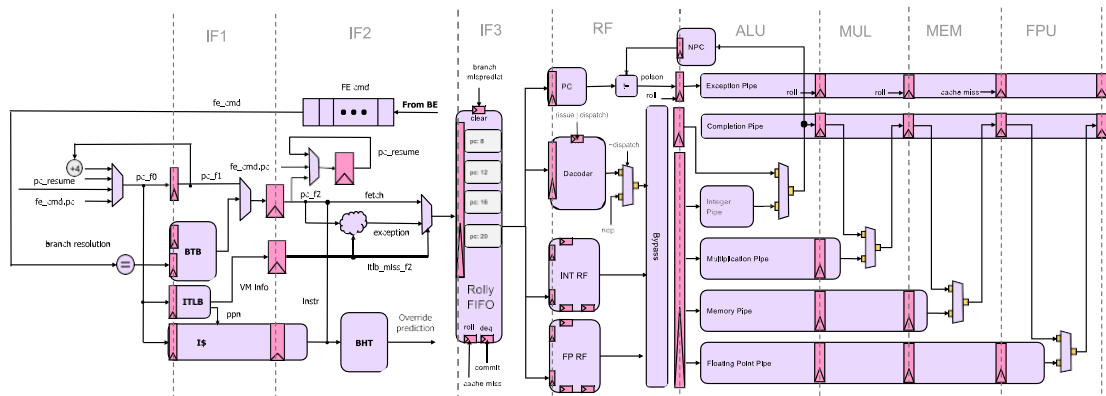 IF1
IF2
IF3
RF
ALU
MUL
MEM
FPU
branch
mispredict
FE cmd
From BE
fe_cmd
clear
NPC
PC
!=
poison
roll
Exception Pipe
roll
roll
cache miss
(issue | dispatch)
Completion Pipe
pc: 8
pc: 12
pc: 16
pc: 20
+4
pc_resume
fe_cmd.pc
pc_f0
pc_f1
fe_cmd.pc
pc_resume
pc_f2
fetch
exception
itlb_miss_f2
~dispatch
Decoder
nop
Bypass
Integer
Pipe
branch resolution
=
BTB
VM Info
ITLB
ppn
I$
Instr
BHT
Override
prediction
Rolly
FIFO
roll
deq
commit
cache miss
INT RF
FP RF
Multiplication Pipe
Memory Pipe
Floating Point Pipe